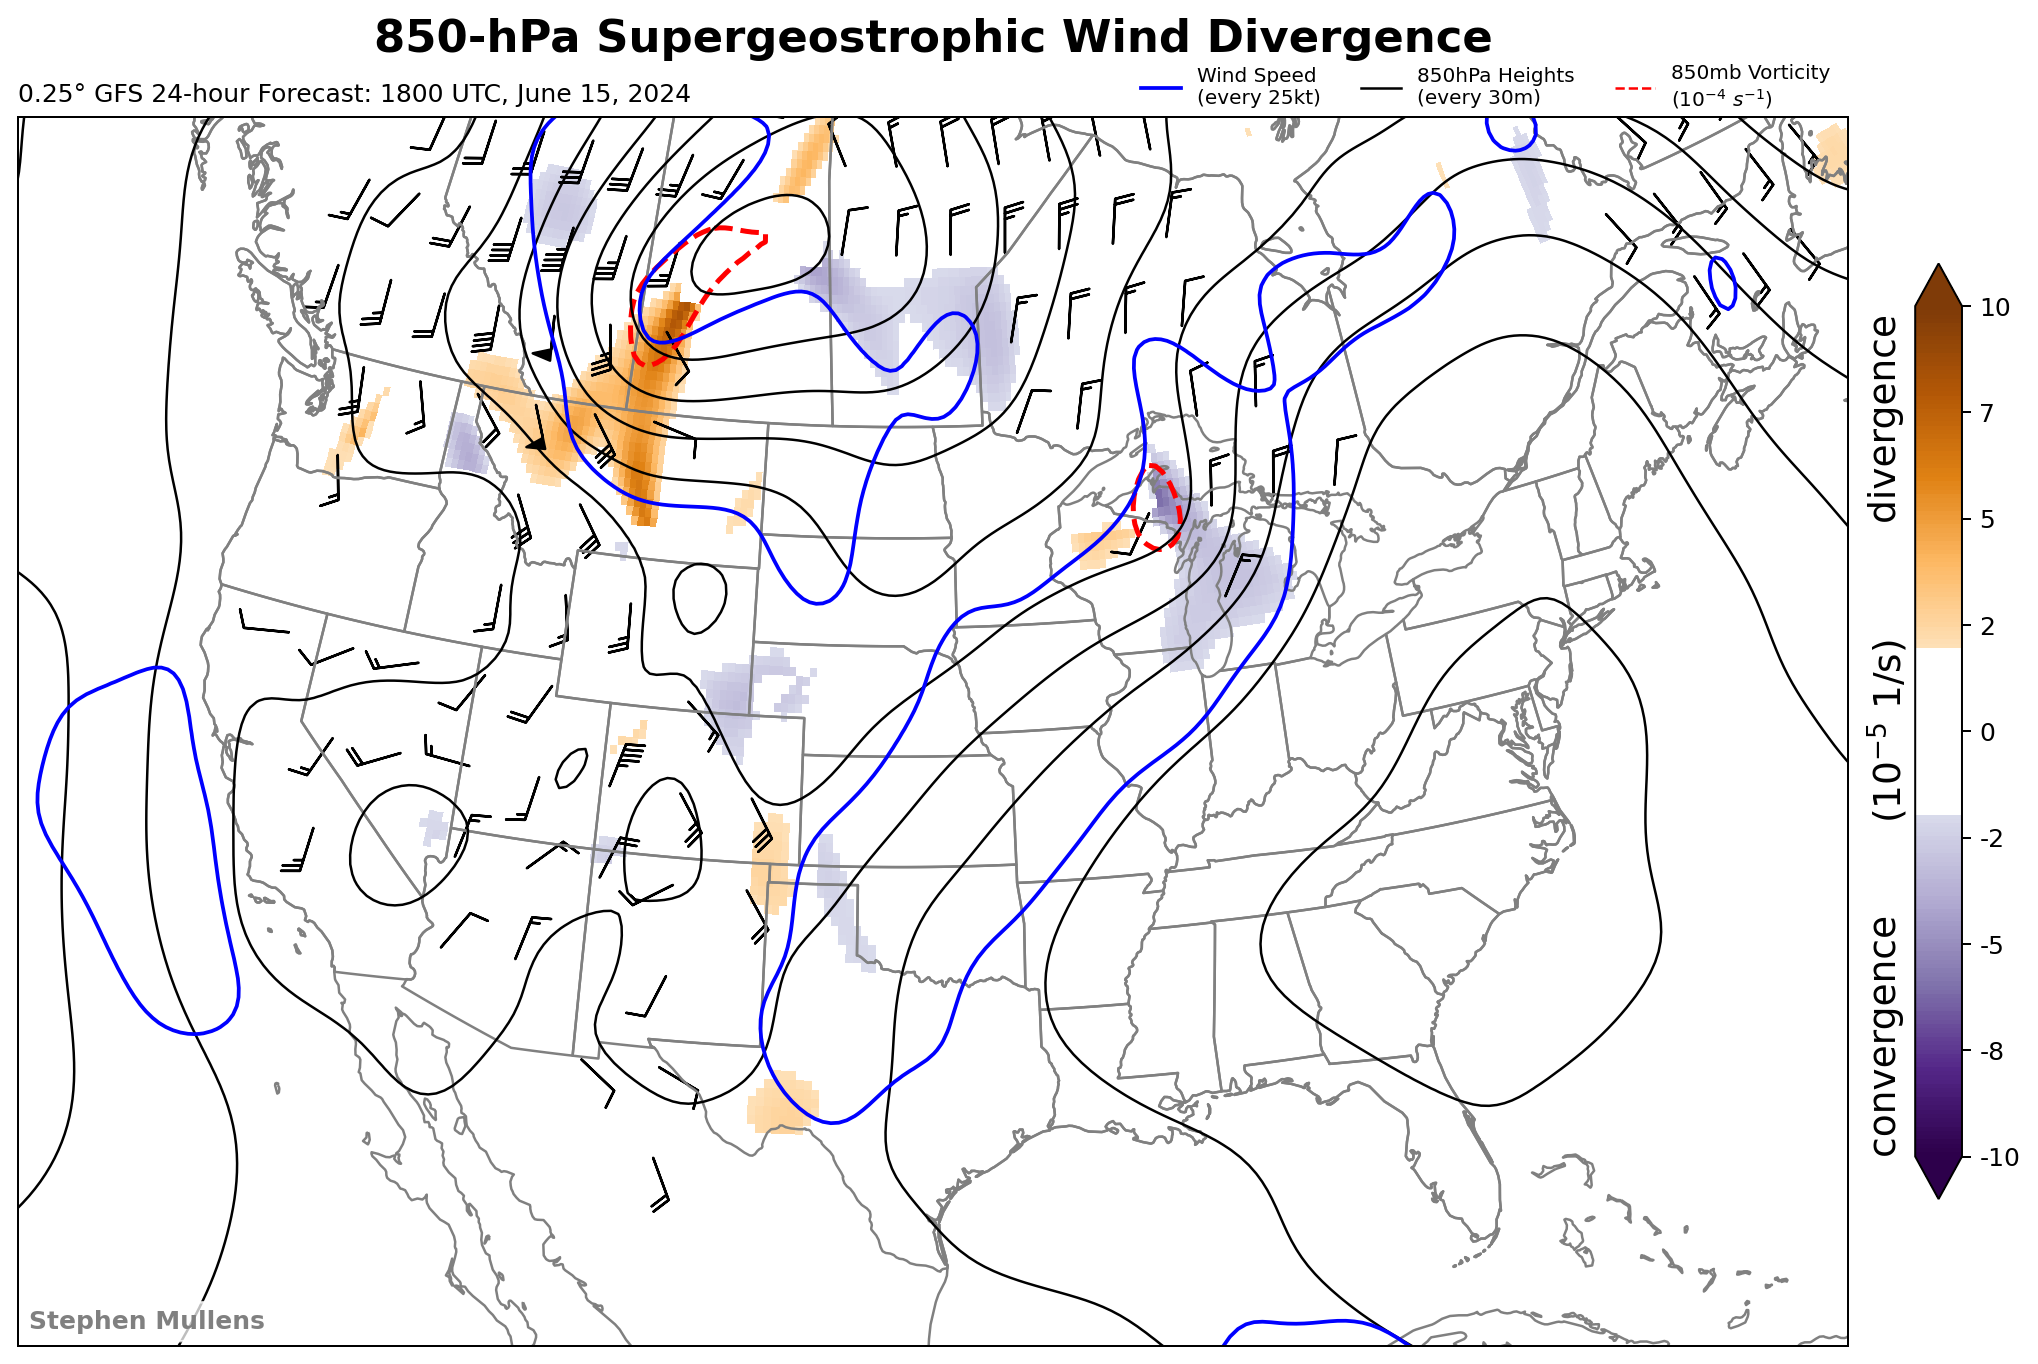 850-hPa Supergeostrophic Wind Divergence
0.25° GFS 24-hour Forecast: 1800 UTC, June 15, 2024
Wind Speed
(every 25kt)
850hPa Heights
(every 30m)
850mb Vorticity
(10⁻⁴ s⁻¹)
10
7
5
2
0
-2
-5
-8
-10
convergence (10⁻⁵ 1/s) divergence
Stephen Mullens